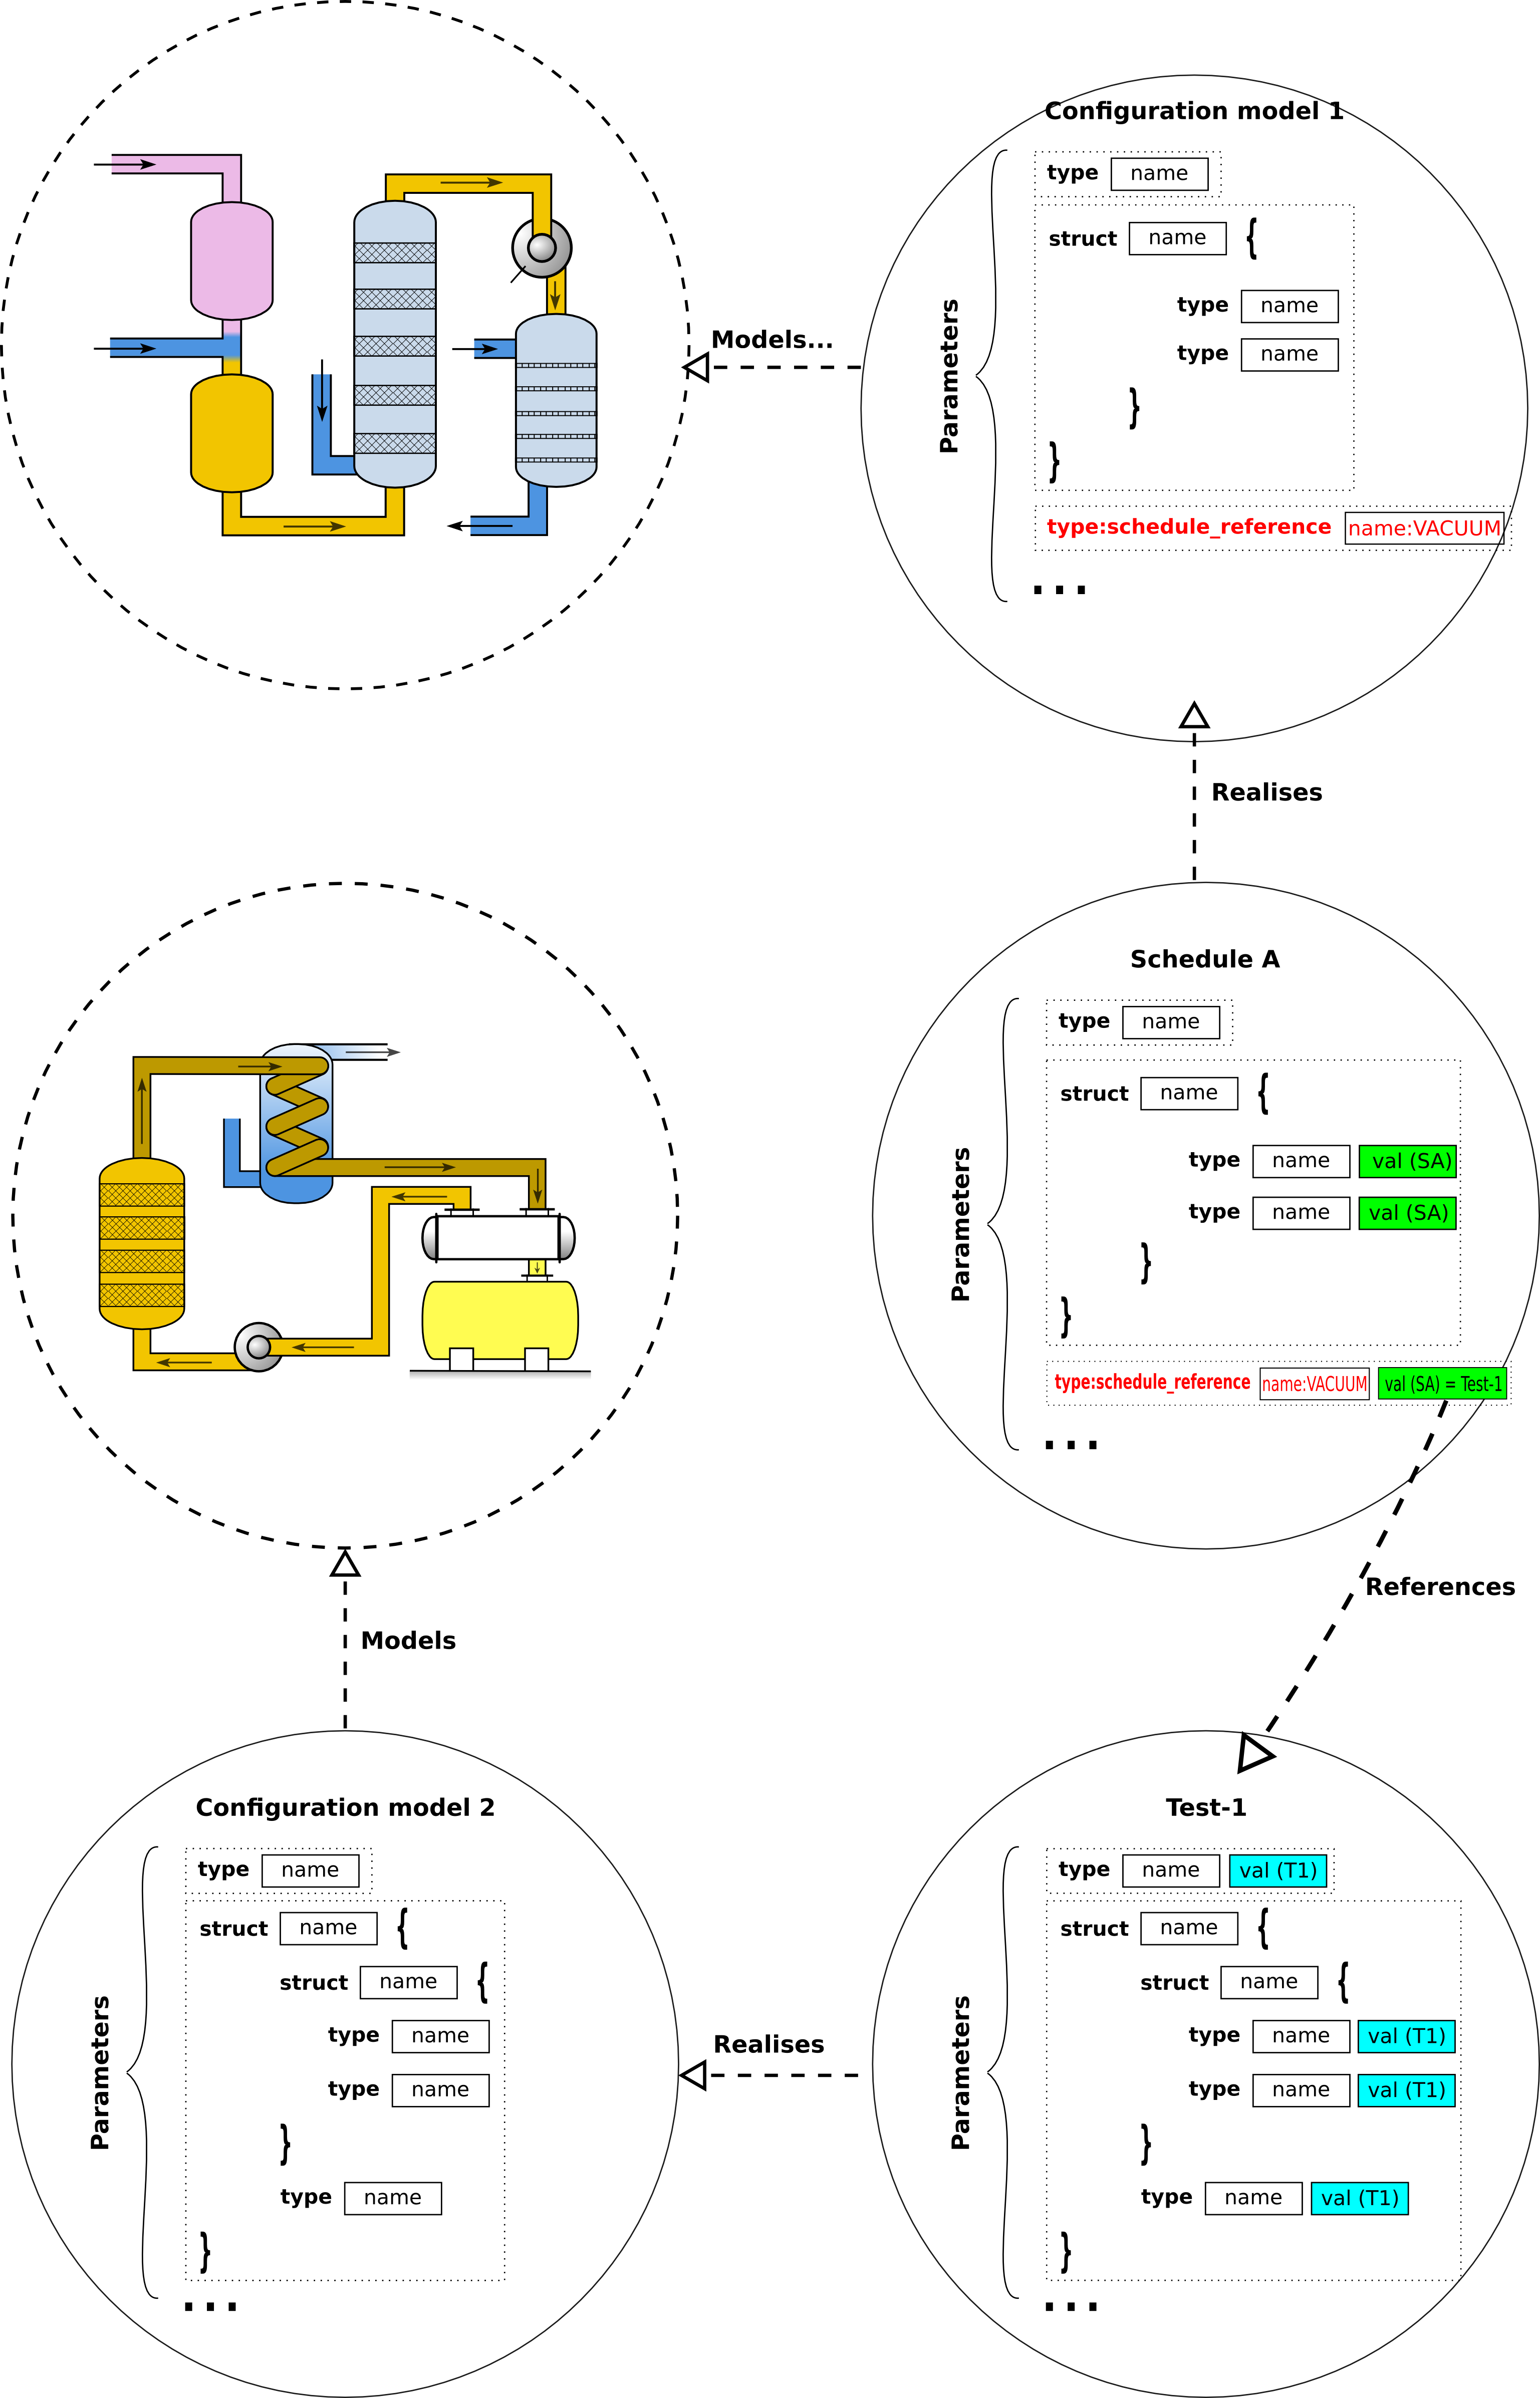 Configuration model 1
Parameters
type name
struct name {
type name
type name
}
}
type:schedule_reference name:VACUUM
...
Models...
Realises
Schedule A
Parameters
type name
struct name {
type name val (SA)
type name val (SA)
}
}
type:schedule_reference name:VACUUM val (SA) = Test-1
...
References
Models
Configuration model 2
Parameters
type name
struct name {
struct name {
type name
type name
}
type name
}
...
Realises
Test-1
Parameters
type name val (T1)
struct name {
struct name {
type name val (T1)
type name val (T1)
}
type name val (T1)
}
...